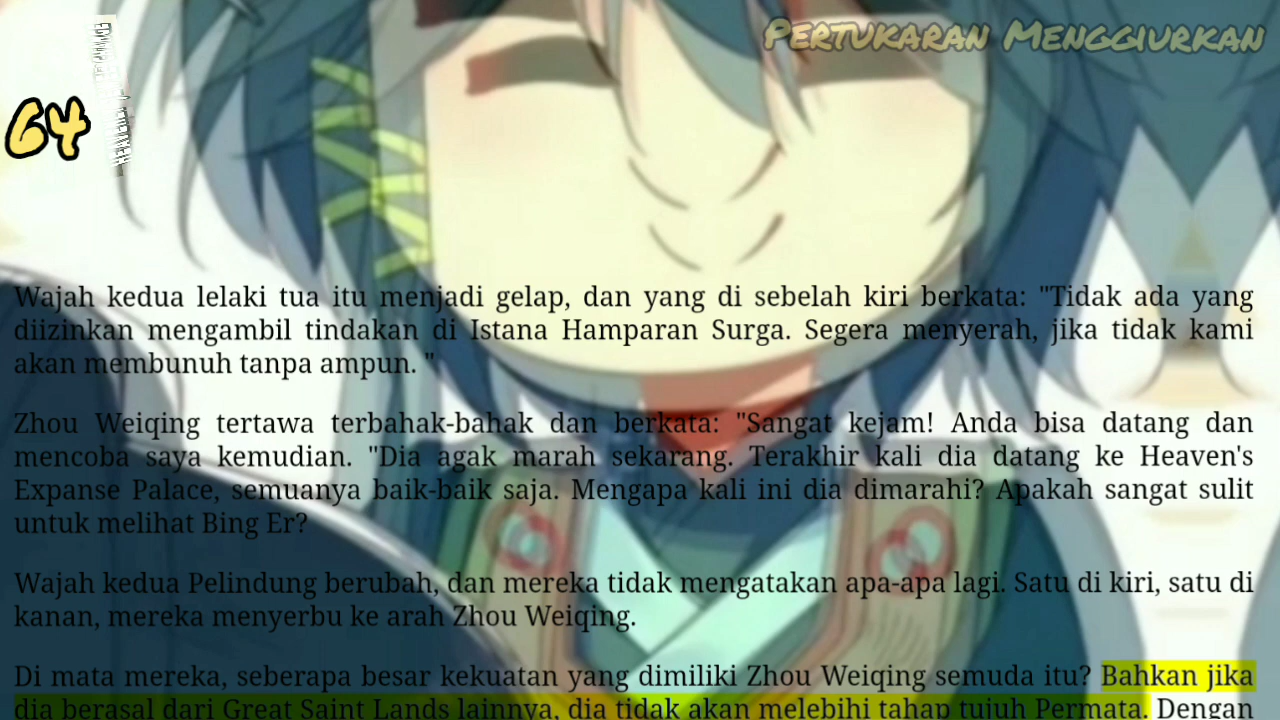 PERTUKARAN MENGGIURKAN
64
Wajah kedua lelaki tua itu menjadi gelap, dan yang di sebelah kiri berkata: "Tidak ada yang
diizinkan mengambil tindakan di Istana Hamparan Surga. Segera menyerah, jika tidak kami
akan membunuh tanpa ampun. "
Zhou Weiqing tertawa terbahak-bahak dan berkata: "Sangat kejam! Anda bisa datang dan
mencoba saya kemudian. "Dia agak marah sekarang. Terakhir kali dia datang ke Heaven's
Expanse Palace, semuanya baik-baik saja. Mengapa kali ini dia dimarahi? Apakah sangat sulit
untuk melihat Bing Er?
Wajah kedua Pelindung berubah, dan mereka tidak mengatakan apa-apa lagi. Satu di kiri, satu di
kanan, mereka menyerbu ke arah Zhou Weiqing.
Di mata mereka, seberapa besar kekuatan yang dimiliki Zhou Weiqing semuda itu? Bahkan jika
dia berasal dari Great Saint Lands lainnya, dia tidak akan melebihi tahap tujuh Permata. Dengan